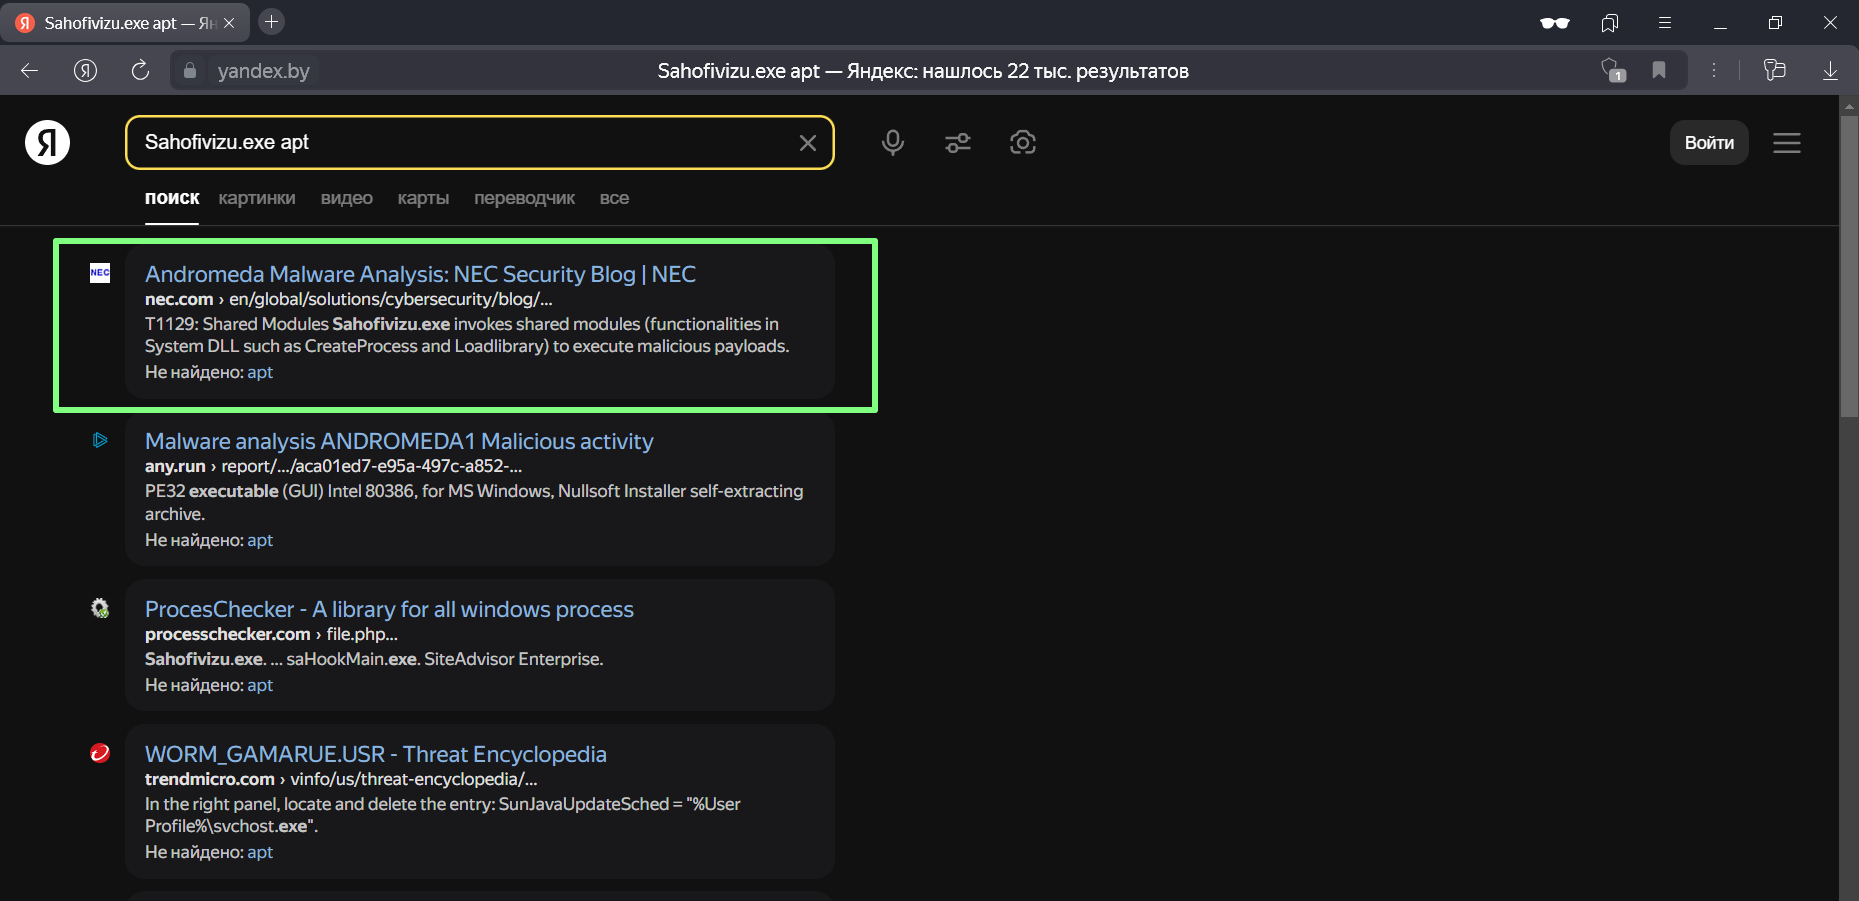 Я Sahofivizu.exe apt — Ян
Я yandex.by Sahofivizu.exe apt — Яндекс: нашлось 22 тыс. результатов 1
Я Sahofivizu.exe apt Войти
поиск картинки видео карты переводчик все
NEC Andromeda Malware Analysis: NEC Security Blog | NEC
nec.com › en/global/solutions/cybersecurity/blog/...
T1129: Shared Modules Sahofivizu.exe invokes shared modules (functionalities in
System DLL such as CreateProcess and Loadlibrary) to execute malicious payloads.
Не найдено: apt
Malware analysis ANDROMEDA1 Malicious activity
any.run › report/.../aca01ed7-e95a-497c-a852-...
PE32 executable (GUI) Intel 80386, for MS Windows, Nullsoft Installer self-extracting
archive.
Не найдено: apt
ProcesChecker - A library for all windows process
processchecker.com › file.php...
Sahofivizu.exe. ... saHookMain.exe. SiteAdvisor Enterprise.
Не найдено: apt
WORM_GAMARUE.USR - Threat Encyclopedia
trendmicro.com › vinfo/us/threat-encyclopedia/...
In the right panel, locate and delete the entry: SunJavaUpdateSched = "%User
Profile%\svchost.exe".
Не найдено: apt